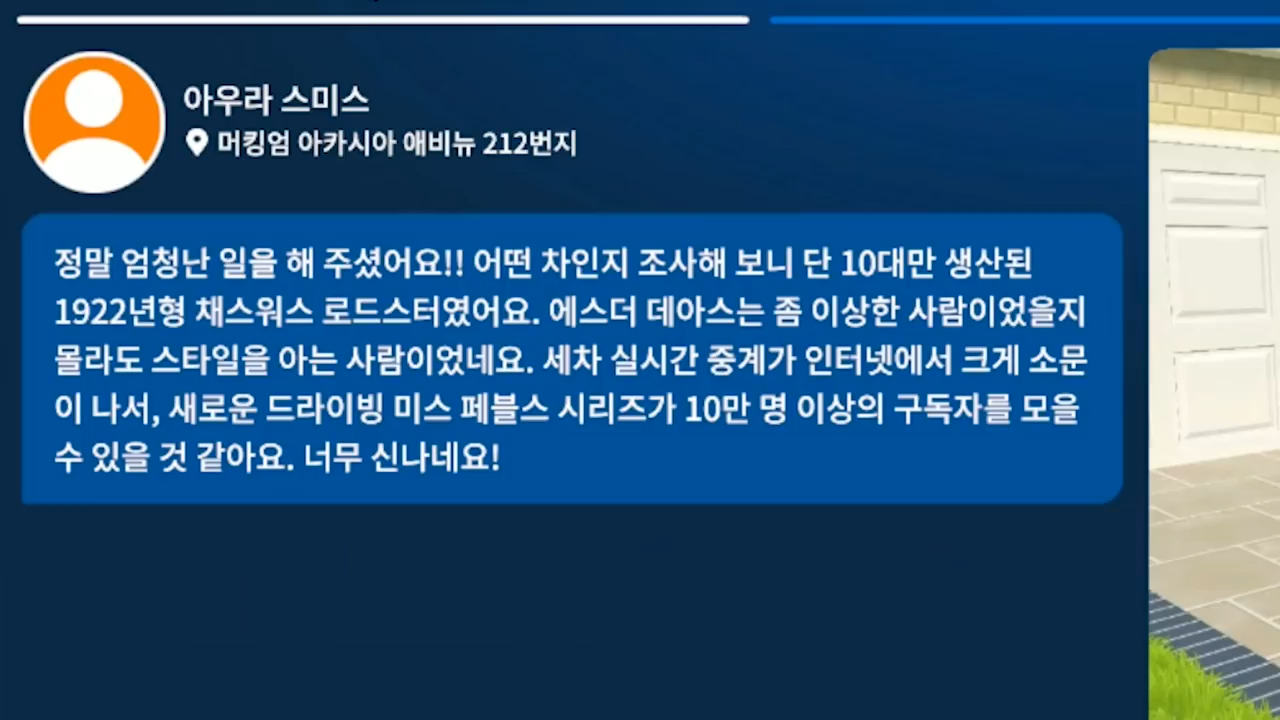 아우라 스미스
머킹엄 아카시아 애비뉴 212번지
정말 엄청난 일을 해 주셨어요!! 어떤 차인지 조사해 보니 단 10대만 생산된
1922년형 채스워스 로드스터였어요. 에스더 데아스는 좀 이상한 사람이었을지
몰라도 스타일을 아는 사람이었네요. 세차 실시간 중계가 인터넷에서 크게 소문
이 나서, 새로운 드라이빙 미스 페블스 시리즈가 10만 명 이상의 구독자를 모을
수 있을 것 같아요. 너무 신나네요!